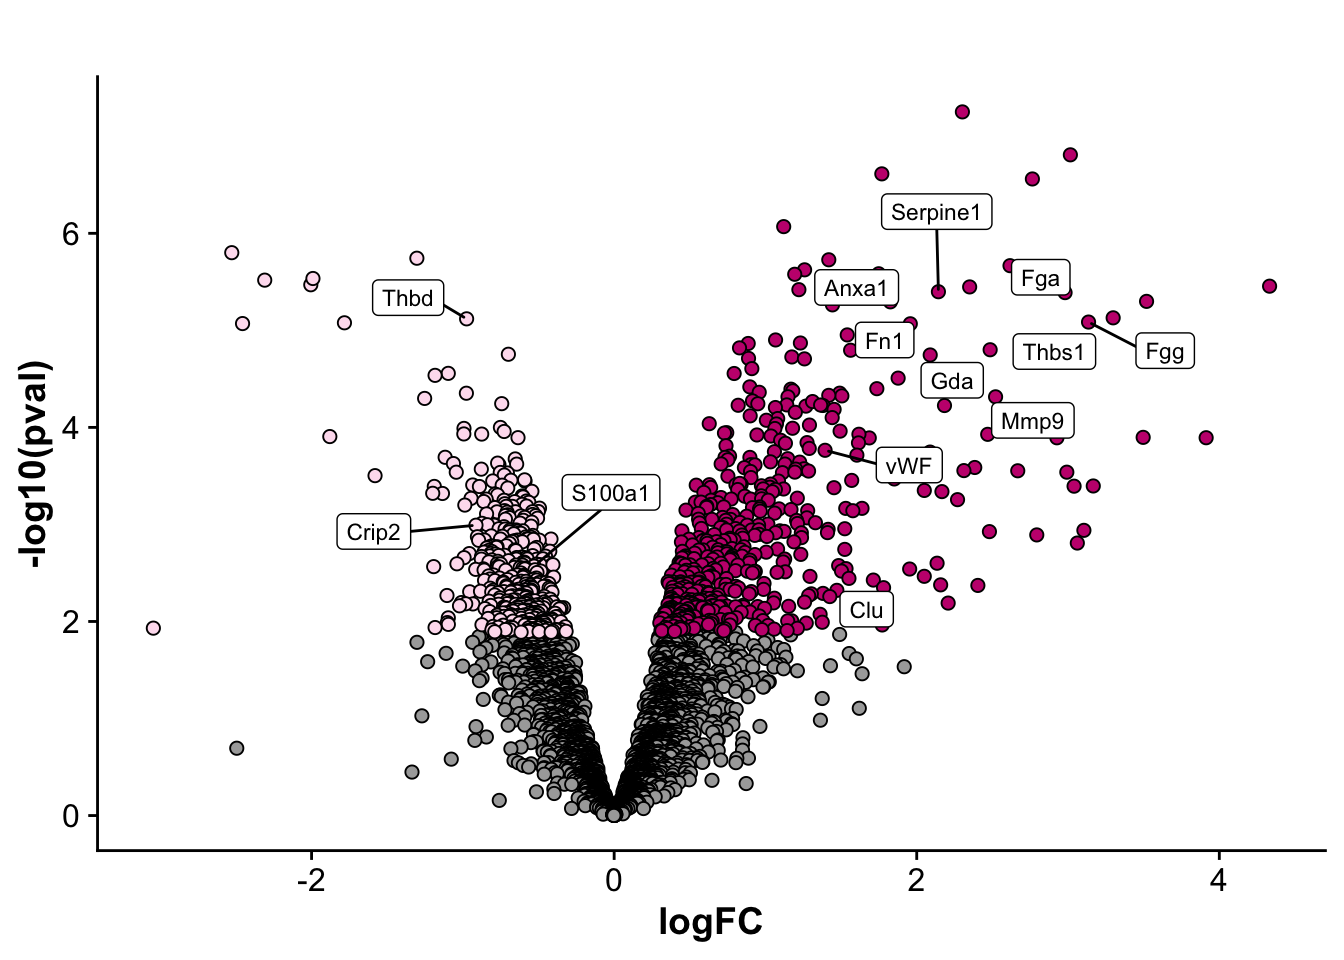 Serpine1
6
Fga
Anxa1
Thbd
Fn1
Thbs1
Fgg
Gda
-log10(pval)
4
Mmp9
vWF
S100a1
Crip2
2
Clu
0
-2
0
2
4
logFC